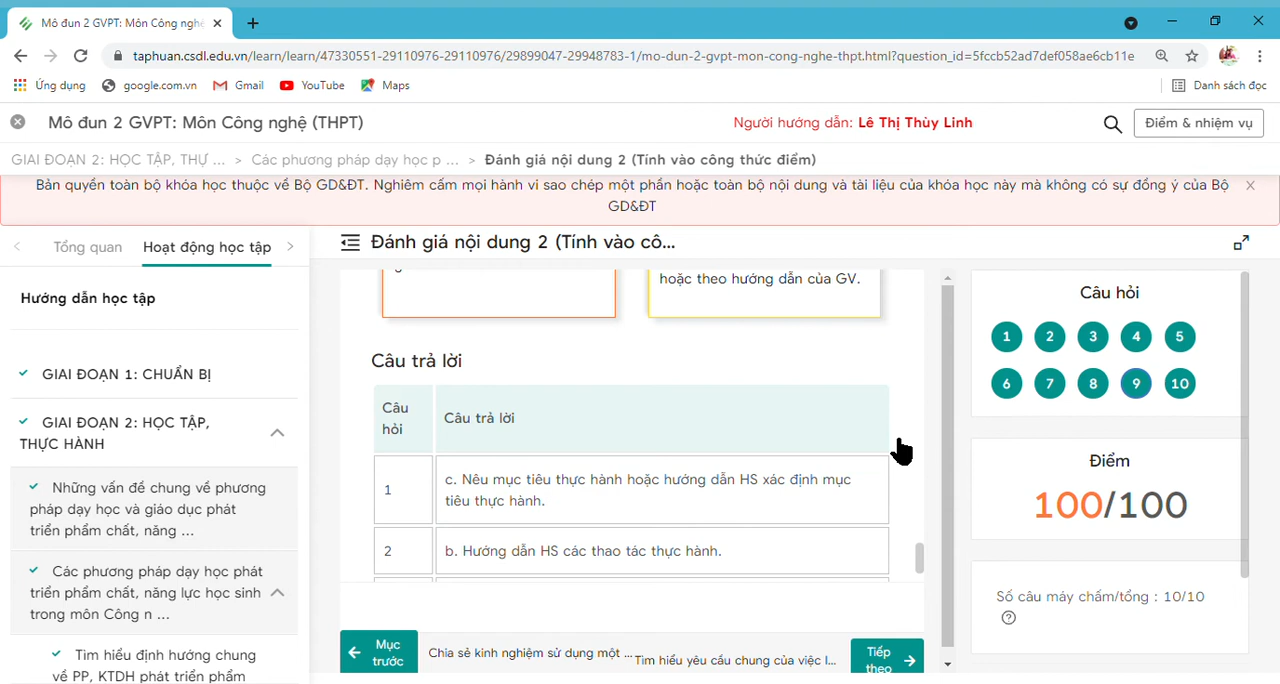 Mô đun 2 GVPT: Môn Công nghệ
taphuan.csdl.edu.vn/learn/learn/47330551-29110976-29110976/29899047-29948783-1/mo-dun-2-gvpt-mon-cong-nghe-thpt.html?question_id=5fccb52ad7def058ae6cb11e
Ứng dụng
google.com.vn
Gmail
YouTube
Maps
Danh sách đọc
Mô đun 2 GVPT: Môn Công nghệ (THPT)
Người hướng dẫn: Lê Thị Thùy Linh
Điểm & nhiệm vụ
GIAI ĐOẠN 2: HỌC TẬP, THỰ ... > Các phương pháp dạy học p ... > Đánh giá nội dung 2 (Tính vào công thức điểm)
Bản quyền toàn bộ khóa học thuộc về Bộ GD&ĐT. Nghiêm cấm mọi hành vi sao chép một phần hoặc toàn bộ nội dung và tài liệu của khóa học này mà không có sự đồng ý của Bộ
GD&ĐT
Tổng quan
Hoạt động học tập
Hướng dẫn học tập
GIAI ĐOẠN 1: CHUẨN BỊ
GIAI ĐOẠN 2: HỌC TẬP,
THỰC HÀNH
Những vấn đề chung về phương
pháp dạy học và giáo dục phát
triển phẩm chất, năng ...
Các phương pháp dạy học phát
triển phẩm chất, năng lực học sinh
trong môn Công n ...
Tìm hiểu định hướng chung
về PP, KTDH phát triển phẩm
Đánh giá nội dung 2 (Tính vào cô...
hoặc theo hướng dẫn của GV.
Câu trả lời
Câu
hỏi
Câu trả lời
1
c. Nêu mục tiêu thực hành hoặc hướng dẫn HS xác định mục
tiêu thực hành.
2
b. Hướng dẫn HS các thao tác thực hành.
Mục
trước
Chia sẻ kinh nghiệm sử dụng một ...
Tìm hiểu yêu cầu chung của việc l...
Tiếp
theo
Câu hỏi
1 2 3 4 5
6 7 8 9 10
Điểm
100/100
Số câu máy chấm/tổng : 10/10